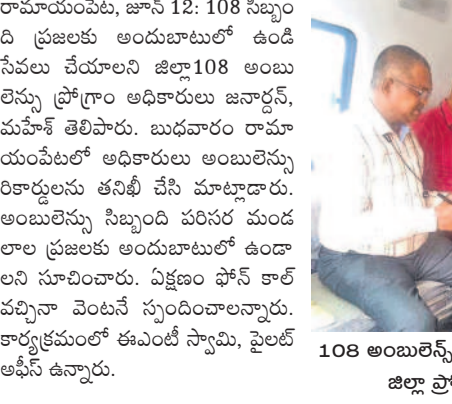 రామాయంపేట, జూన్ 12: 108 సిబ్బం
ది ప్రజలకు అందుబాటులో ఉండి
సేవలు చేయాలని జిల్లా108 అంబు
లెన్సు ప్రోగ్రాం అధికారులు జనార్దన్,
మహేశ్ తెలిపారు. బుధవారం రామా
యంపేటలో అధికారులు అంబులెన్సు
రికార్డులను తనిఖీ చేసి మాట్లాడారు.
అంబులెన్సు సిబ్బంది పరిసర మండ
లాల ప్రజలకు అందుబాటులో ఉండా
లని సూచించారు. ఏక్షణం ఫోన్ కాల్
వచ్చినా వెంటనే స్పందించాలన్నారు.
కార్యక్రమంలో ఈఎంటీ స్వామి, పైలట్
అఫీస్ ఉన్నారు.
108 అంబులెన్స్
జిల్లా ప్రో